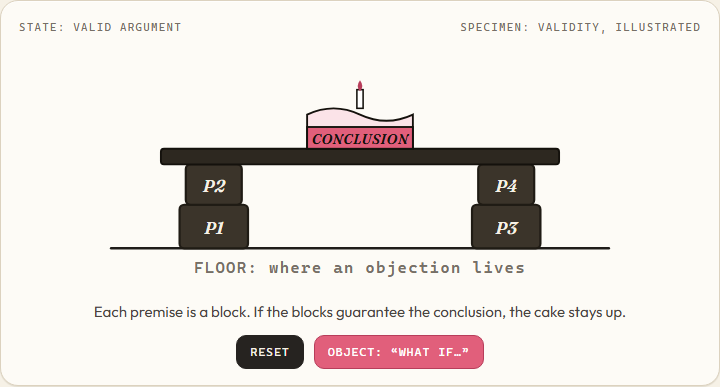 STATE: VALID ARGUMENT
SPECIMEN: VALIDITY, ILLUSTRATED
CONCLUSION
P2
P4
P1
P3
FLOOR: where an objection lives
Each premise is a block. If the blocks guarantee the conclusion, the cake stays up.
RESET
OBJECT: “WHAT IF…”